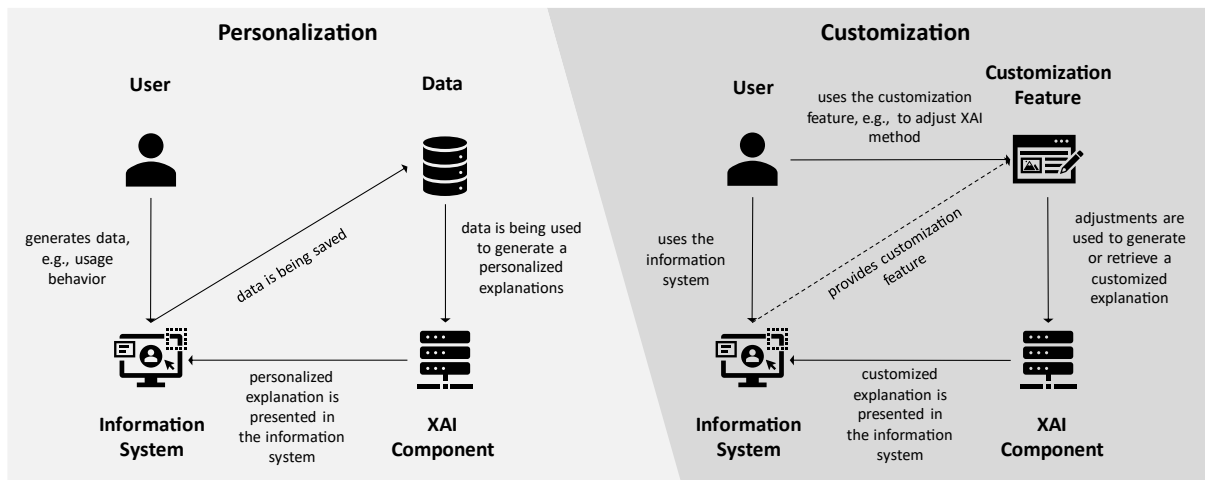 Personalization
User
Data
generates data,
e.g., usage
behavior
data is being saved
data is being used
to generate a
personalized
explanations
personalized
explanation is
presented in
the information
system
Information
System
XAI
Component
Customization
User
Customization
Feature
uses the customization
feature, e.g., to adjust XAI
method
uses the
information
system
provides customization
feature
adjustments are
used to generate
or retrieve a
customized
explanation
customized
explanation is
presented in
the information
system
Information
System
XAI
Component